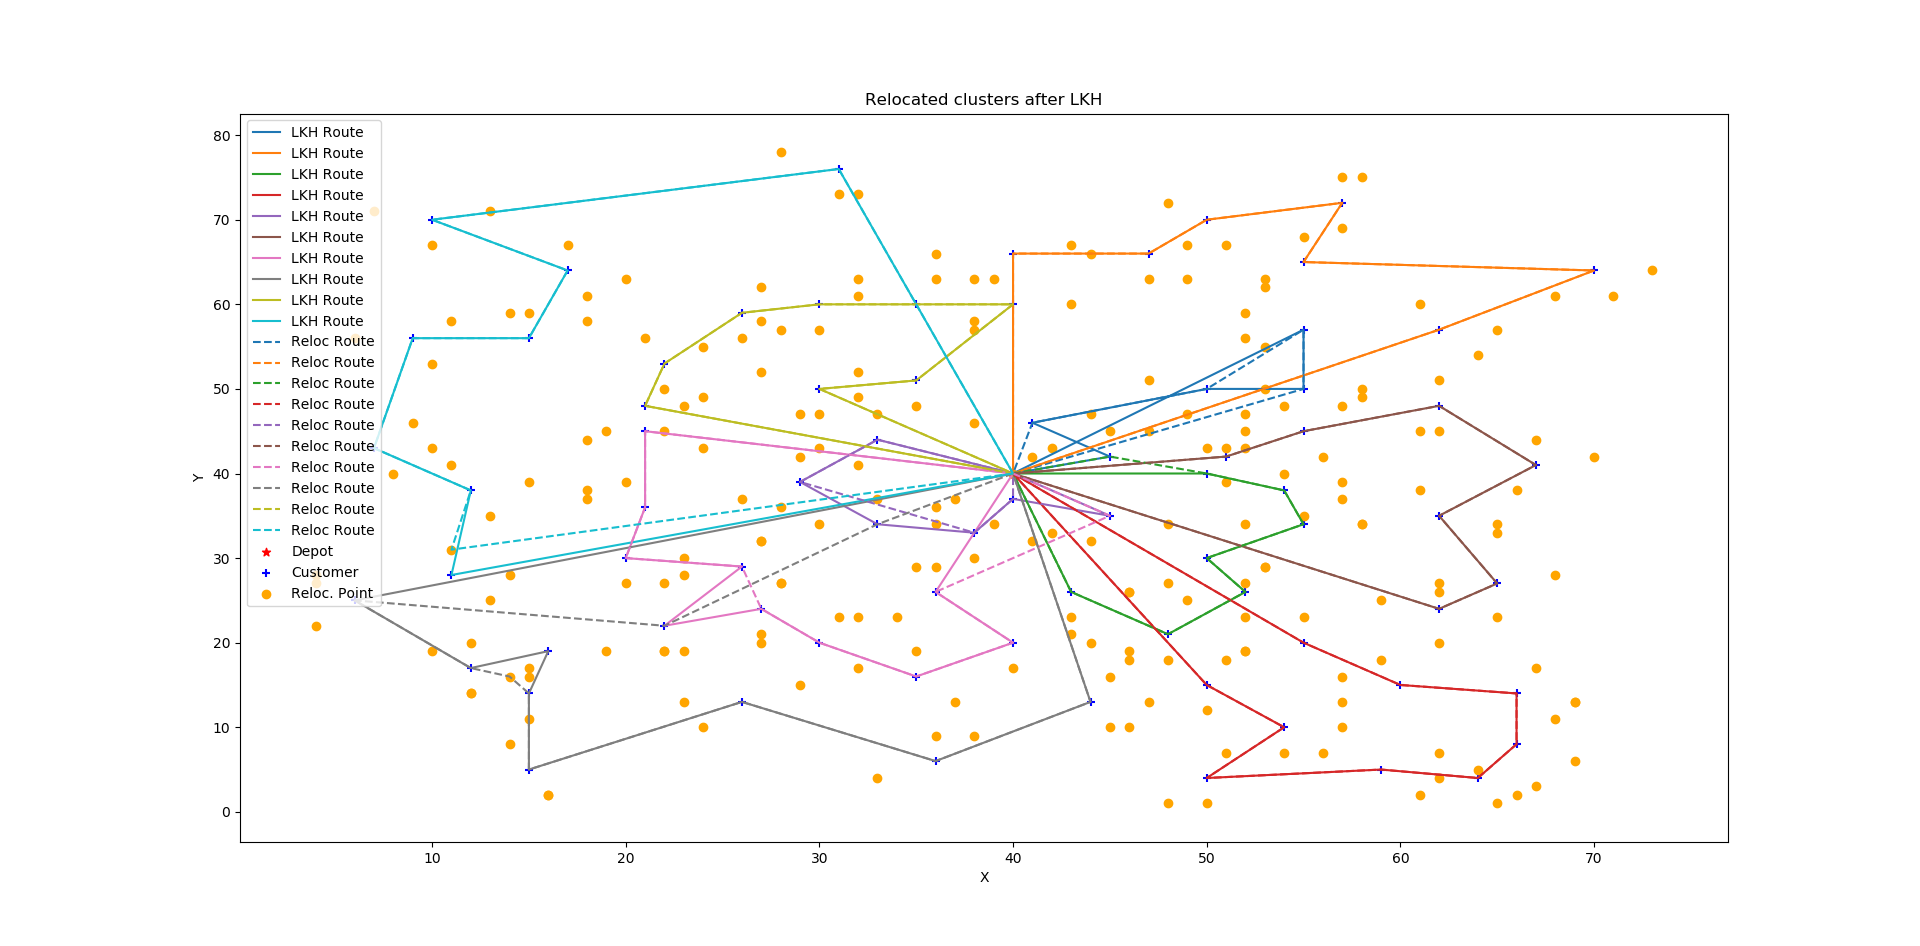 Relocated clusters after LKH
LKH Route
LKH Route
LKH Route
LKH Route
LKH Route
LKH Route
LKH Route
LKH Route
LKH Route
LKH Route
Reloc Route
Reloc Route
Reloc Route
Reloc Route
Reloc Route
Reloc Route
Reloc Route
Reloc Route
Reloc Route
Reloc Route
Depot
Customer
Reloc. Point
80
70
60
50
40
30
20
10
0
Y
10 20 30 40 50 60 70
X